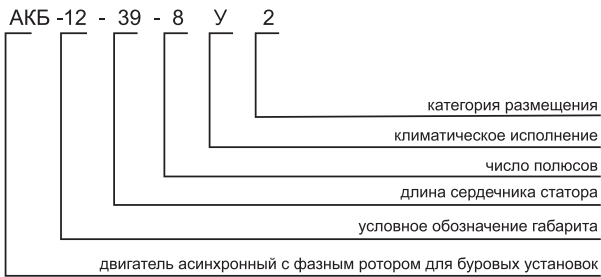 АКБ -12 - 39 - 8 У 2
категория размещения
климатическое исполнение
число полюсов
длина сердечника статора
условное обозначение габарита
двигатель асинхронный с фазным ротором для буровых установок